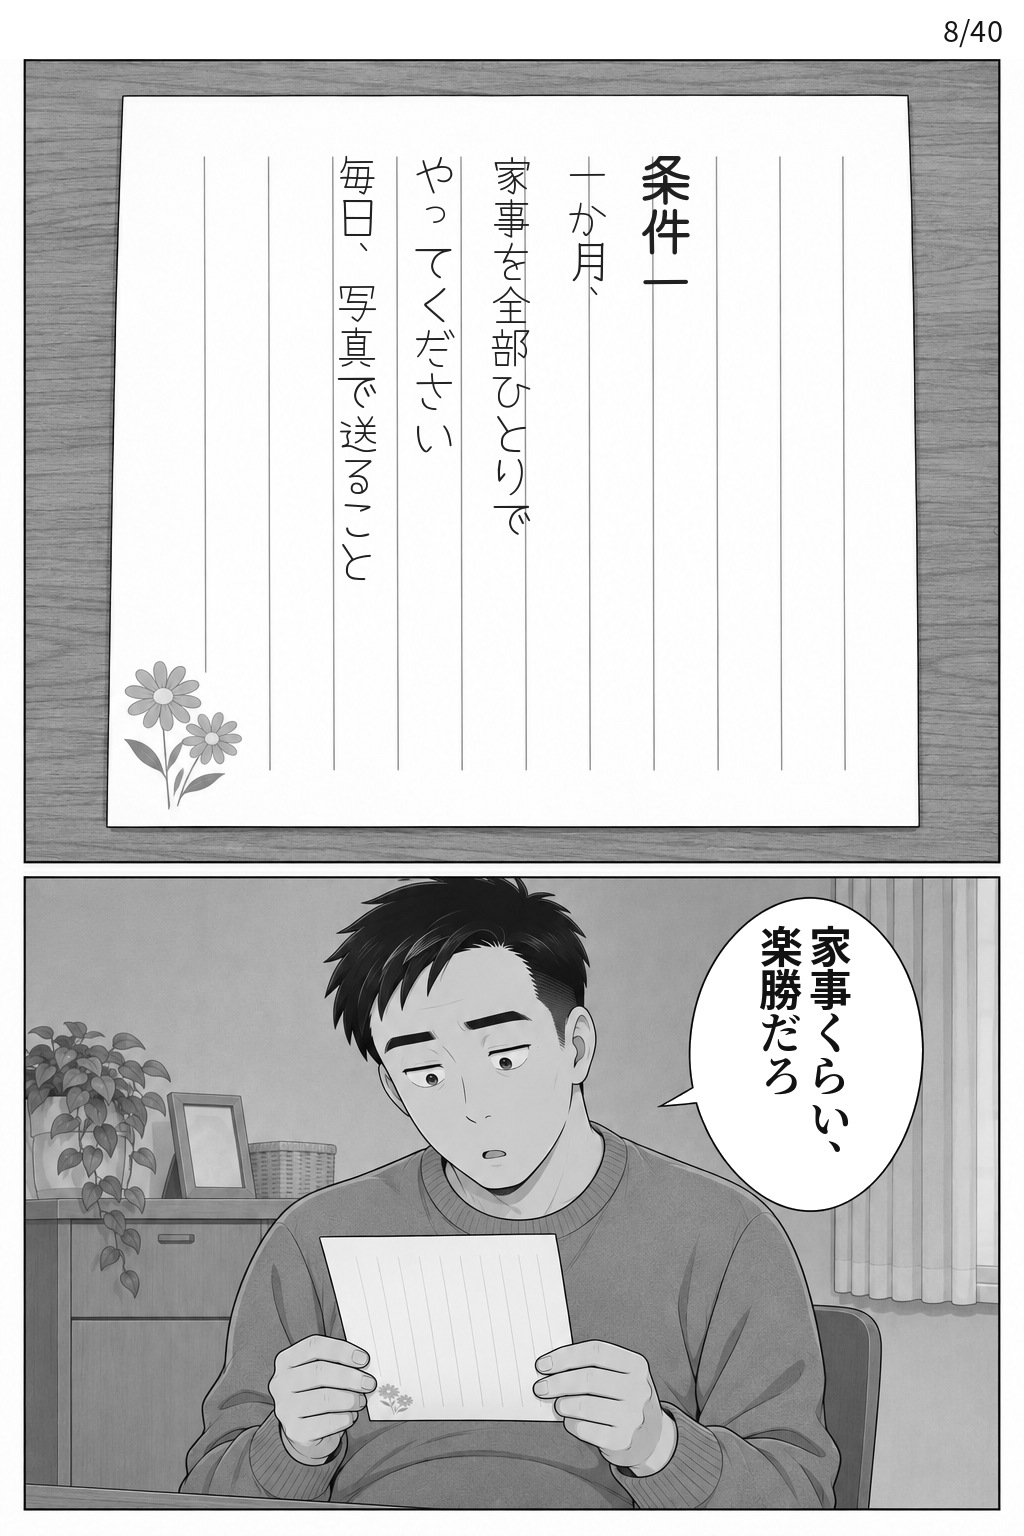 8/40
条件一
一か月、
家事を全部ひとりで
やってください
毎日、写真で送ること
家事くらい、
楽勝だろ